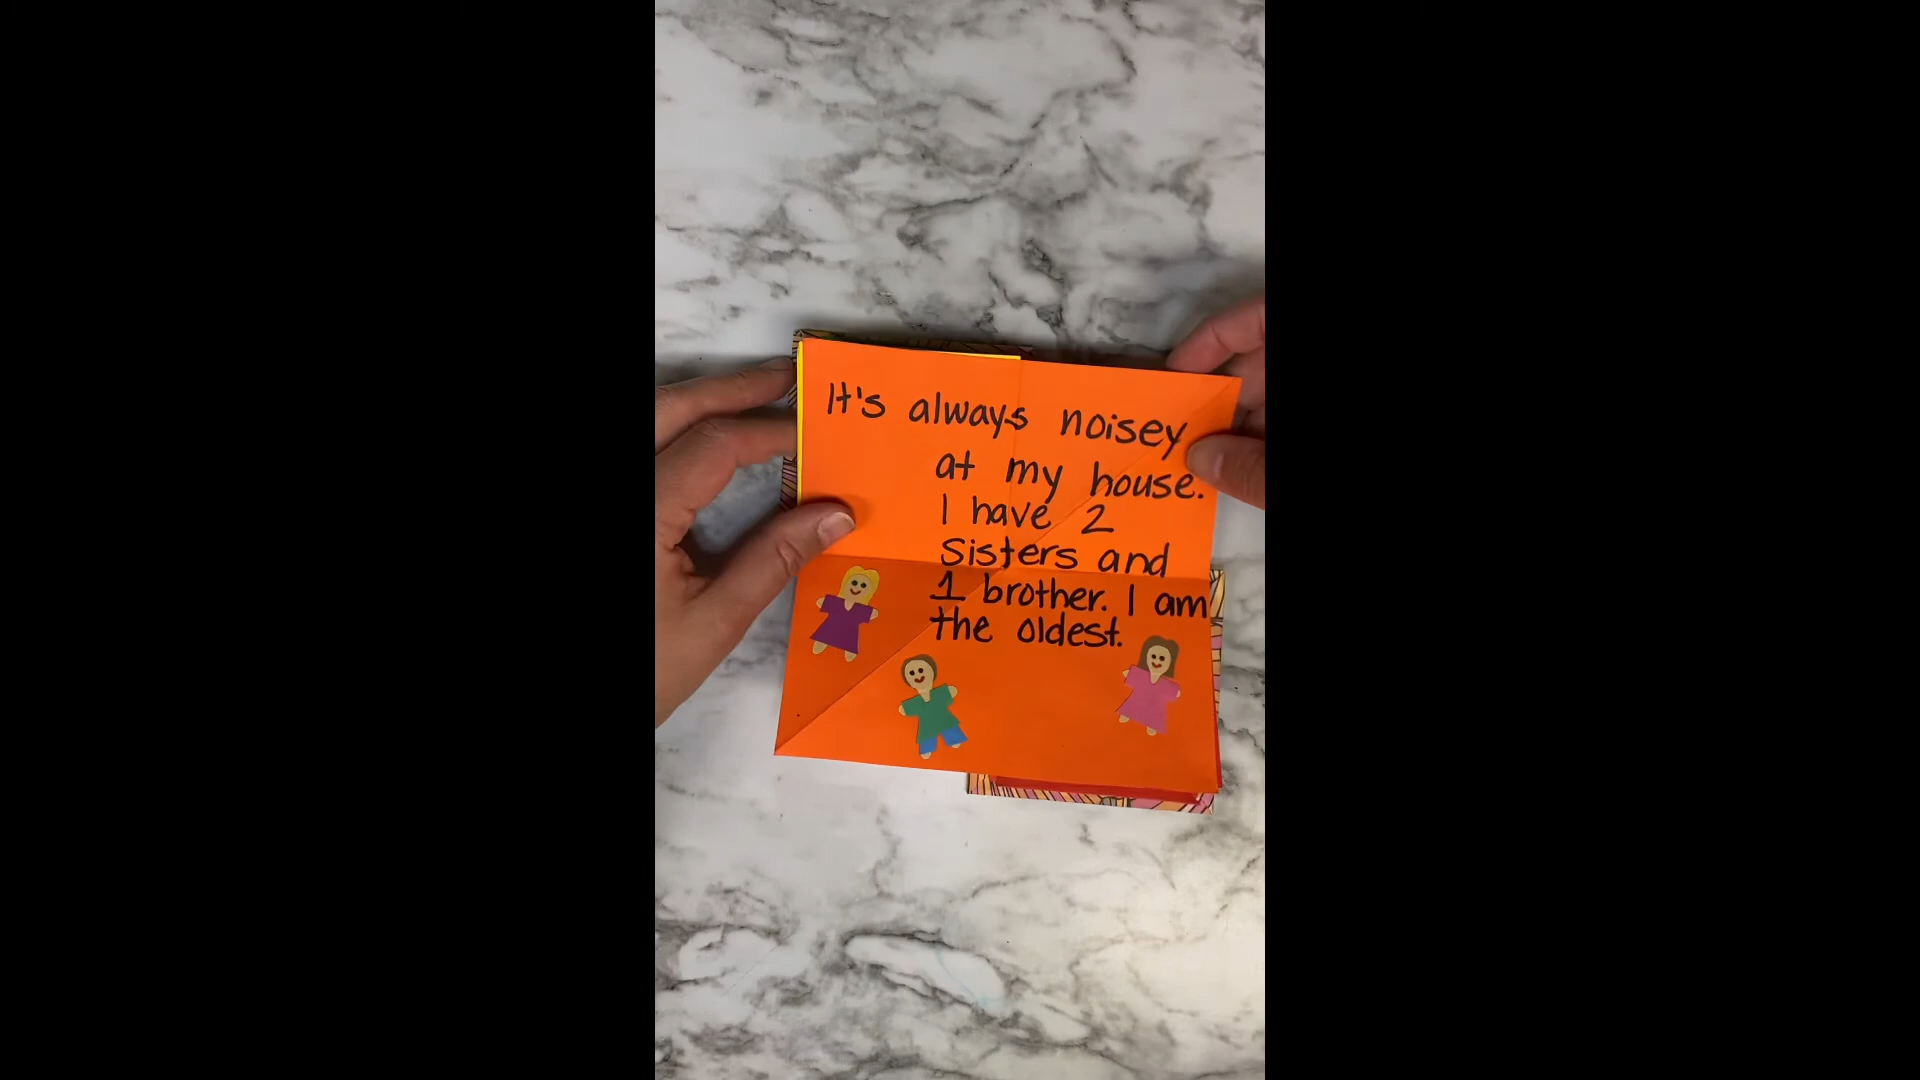 It's always noisey
at my house.
I have 2
Sisters and
1 brother. I am
the oldest.